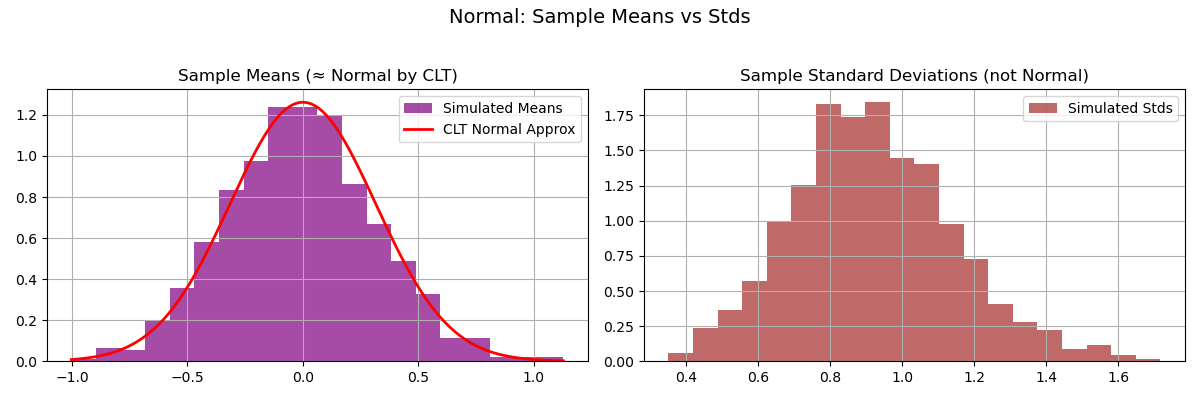 Normal: Sample Means vs Stds
Sample Means (≈ Normal by CLT)
Simulated Means
CLT Normal Approx
1.2
1.0
0.8
0.6
0.4
0.2
0.0
−1.0 −0.5 0.0 0.5 1.0
Sample Standard Deviations (not Normal)
Simulated Stds
1.75
1.50
1.25
1.00
0.75
0.50
0.25
0.00
0.4 0.6 0.8 1.0 1.2 1.4 1.6